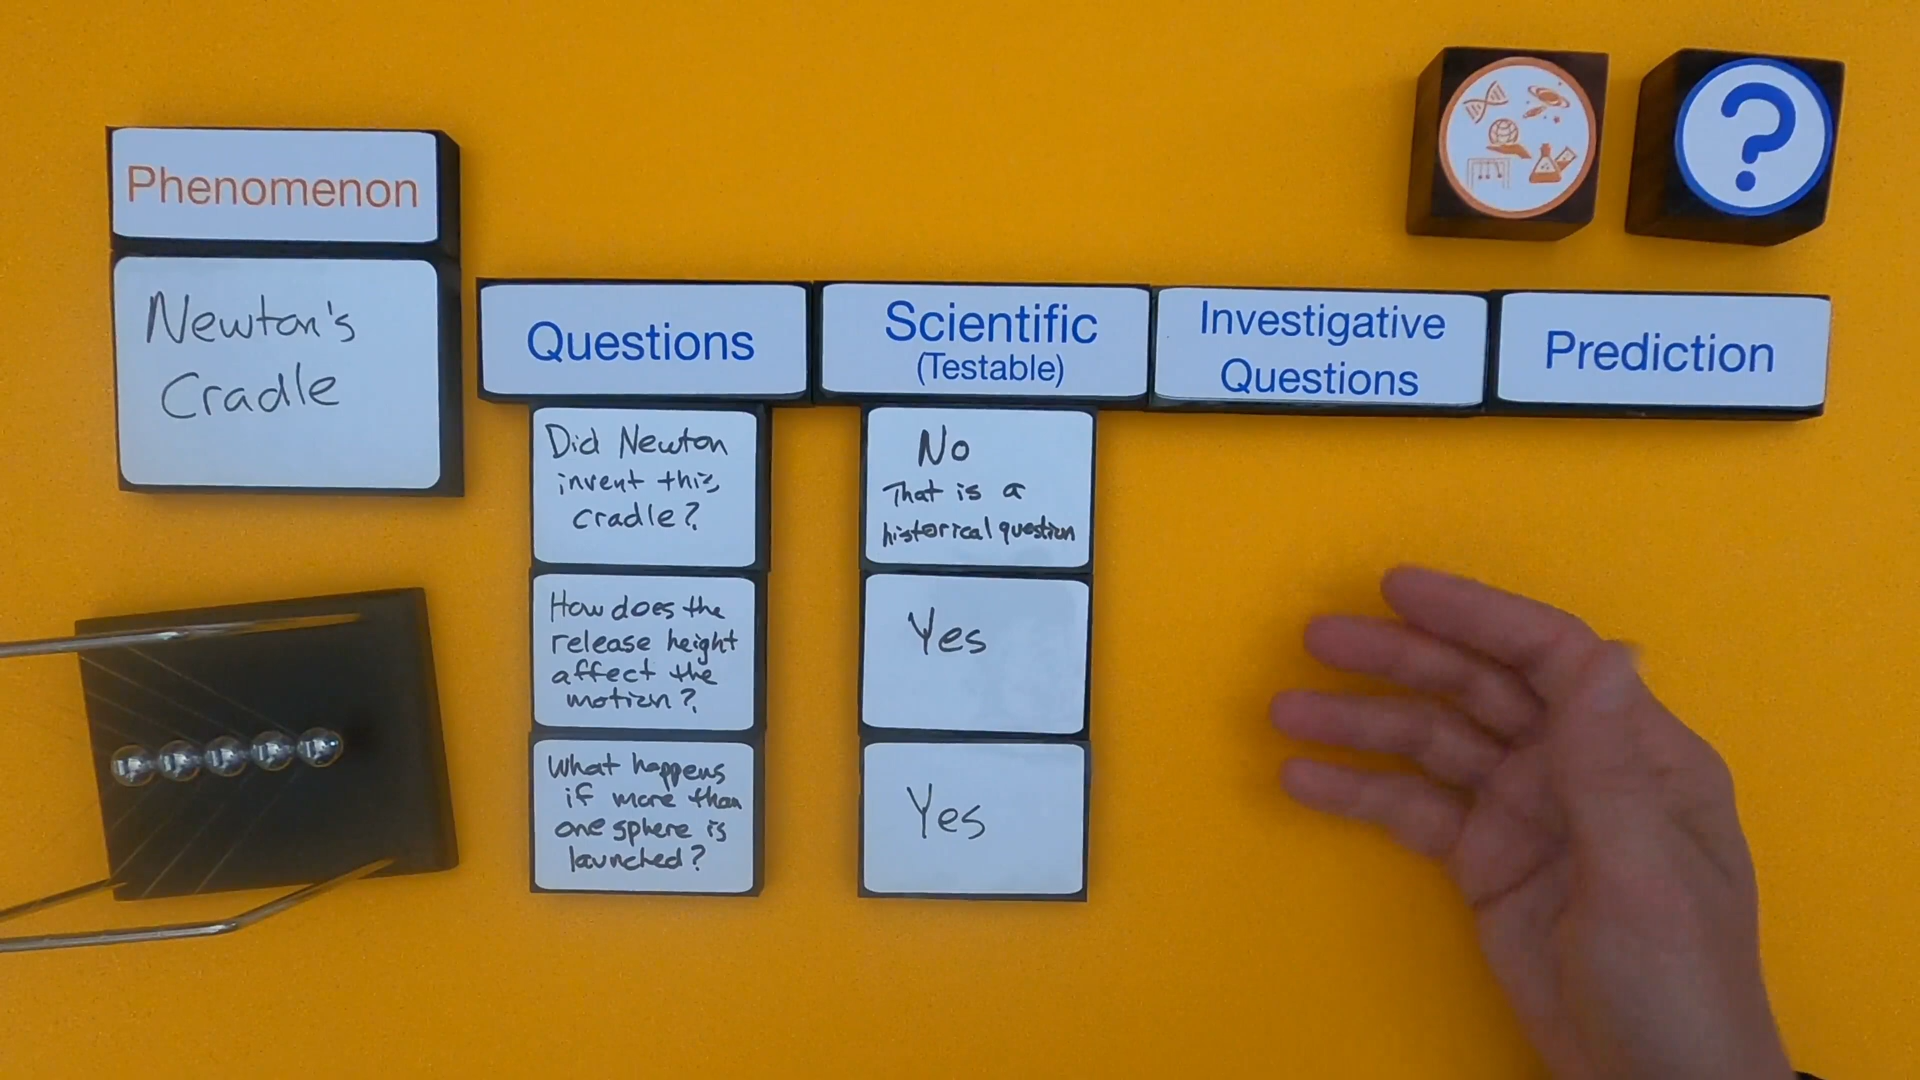 Phenomenon
Newton's
Cradle
Questions
Scientific
(Testable)
Investigative
Questions
Prediction
Did Newton
invent this
cradle?
No
That is a
historical question
How does the
release height
affect the
motion?
Yes
What happens
if more than
one sphere is
launched?
Yes
?